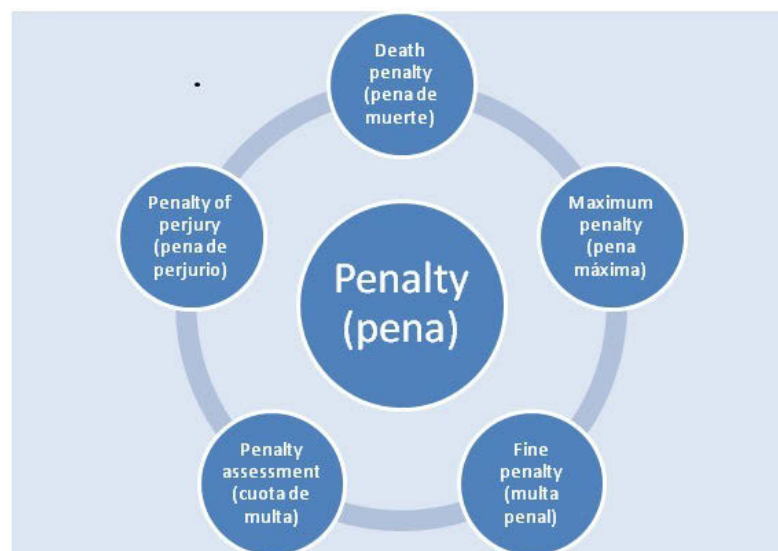 Death
penalty
(pena de
muerte)
Penalty of
perjury
(pena de
perjurio)
Maximum
penalty
(pena
máxima)
Penalty
(pena)
Penalty
assessment
(cuota de
multa)
Fine
penalty
(multa
penal)